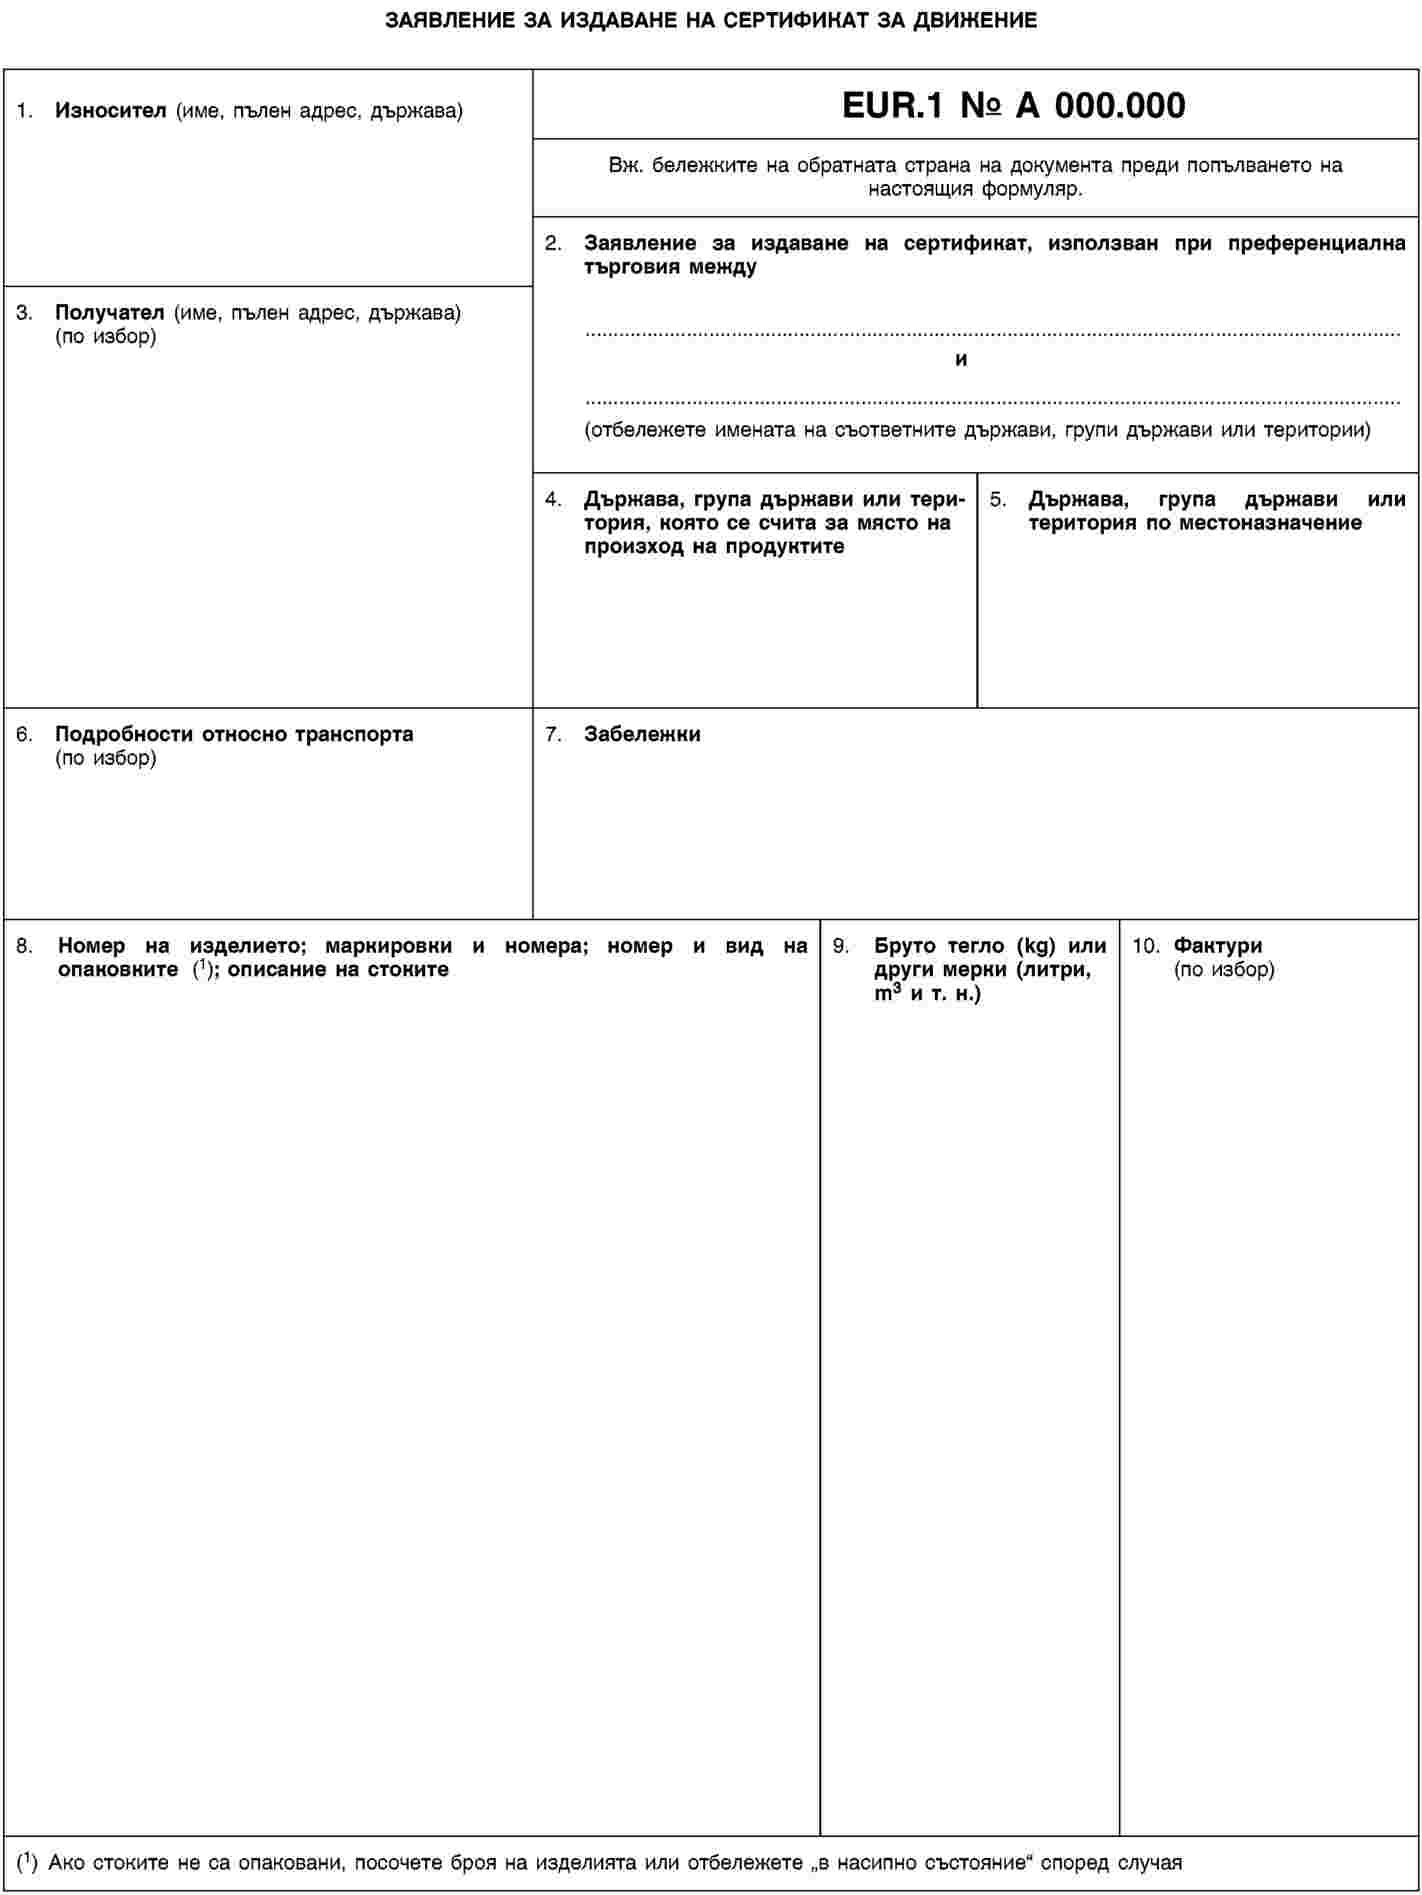 ЗАЯВЛЕНИЕ ЗА ИЗДАВАНЕ НА СЕРТИФИКАТ ЗА ДВИЖЕНИЕ
1. Износител (име, пълен адрес, държава)
EUR.1 № A 000.000
Вж. бележките на обратната страна на документа преди попълването на
настоящия формуляр.
2. Заявление за издаване на сертификат, използван при преференциална
търговия между
3. Получател (име, пълен адрес, държава)
(по избор)
и
(отбележете имената на съответните държави, групи държави или територии)
4. Държава, група държави или тери-
тория, която се счита за място на
произход на продуктите
5. Държава, група държави или
територия по местоназначение
6. Подробности относно транспорта
(по избор)
7. Забележки
8. Номер на изделието; маркировки и номера; номер и вид на
опаковките (¹); описание на стоките
9. Бруто тегло (kg) или
други мерки (литри,
m³ и т. н.)
10. Фактури
(по избор)
(¹) Ако стоките не са опаковани, посочете броя на изделията или отбележете „в насипно състояние“ според случая